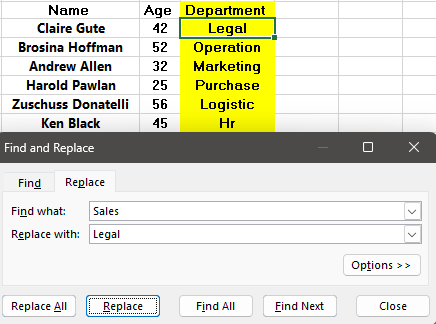 Name Age Department
Claire Gute 42 Legal
Brosina Hoffman 52 Operation
Andrew Allen 32 Marketing
Harold Pawlan 25 Purchase
Zuschuss Donatelli 56 Logistic
Ken Black 45 Hr
Find and Replace
Find Replace
Find what: Sales
Replace with: Legal
Options >>
Replace All Replace Find All Find Next Close